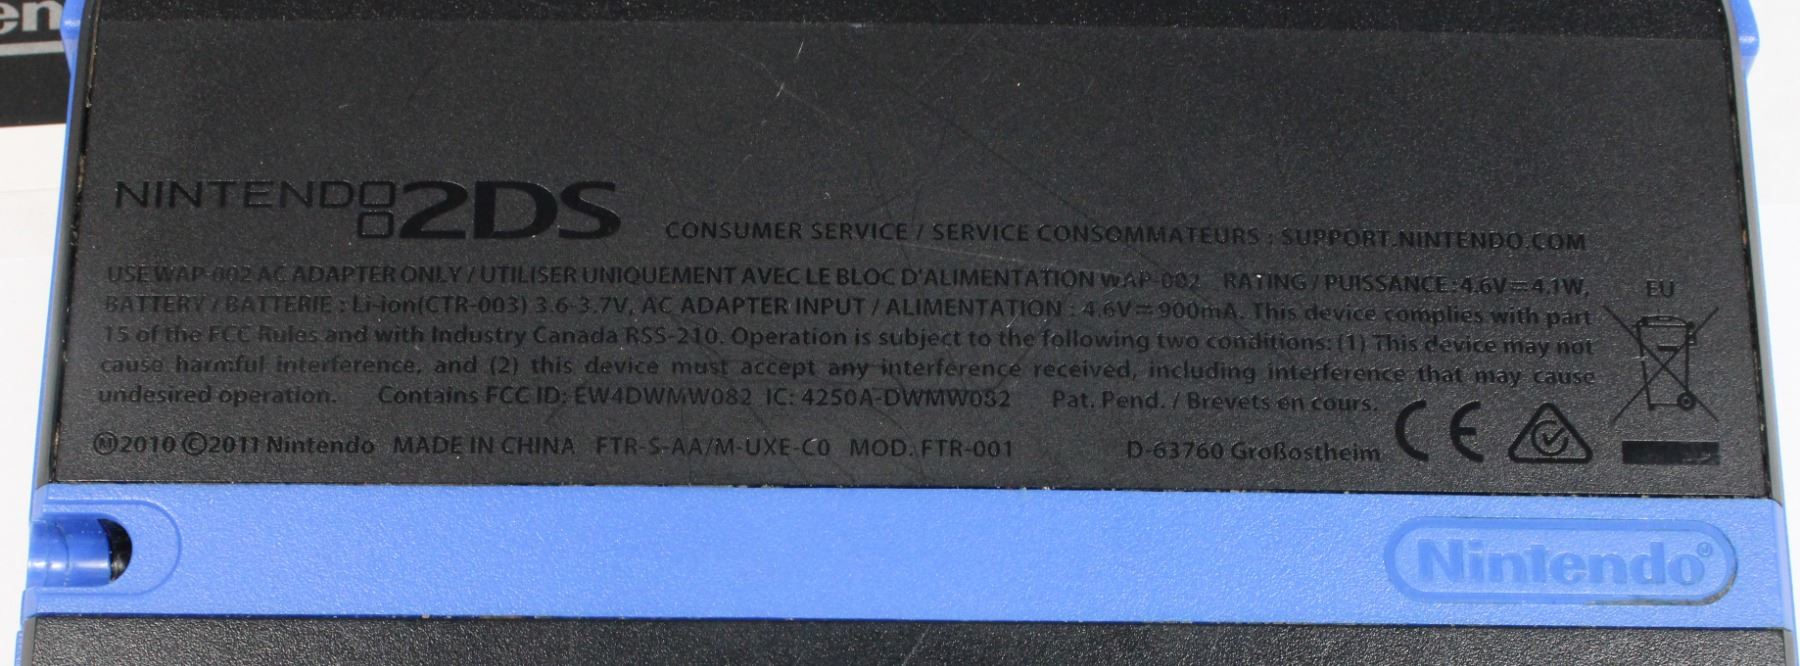 en
NINTENDO 2DS
CONSUMER SERVICE / SERVICE CONSOMMATEURS : SUPPORT.NINTENDO.COM
USE WAP-002 AC ADAPTER ONLY / UTILISER UNIQUEMENT AVEC LE BLOC D'ALIMENTATION WAP-002 RATING / PUISSANCE : 4.6V⎓4.1W,
BATTERY / BATTERIE : Li-ion(CTR-003) 3.6-3.7V, AC ADAPTER INPUT / ALIMENTATION : 4.6V⎓900mA. This device complies with part
15 of the FCC Rules and with Industry Canada RSS-210. Operation is subject to the following two conditions: (1) This device may not
cause harmful interference, and (2) this device must accept any interference received, including interference that may cause
undesired operation. Contains FCC ID: EW4DWMW082 IC: 4250A-DWMW082 Pat. Pend. / Brevets en cours.
Ⓜ2010 ©2011 Nintendo MADE IN CHINA FTR-S-AA/M-UXE-C0 MOD. FTR-001 D-63760 Großostheim CE
EU
Nintendo